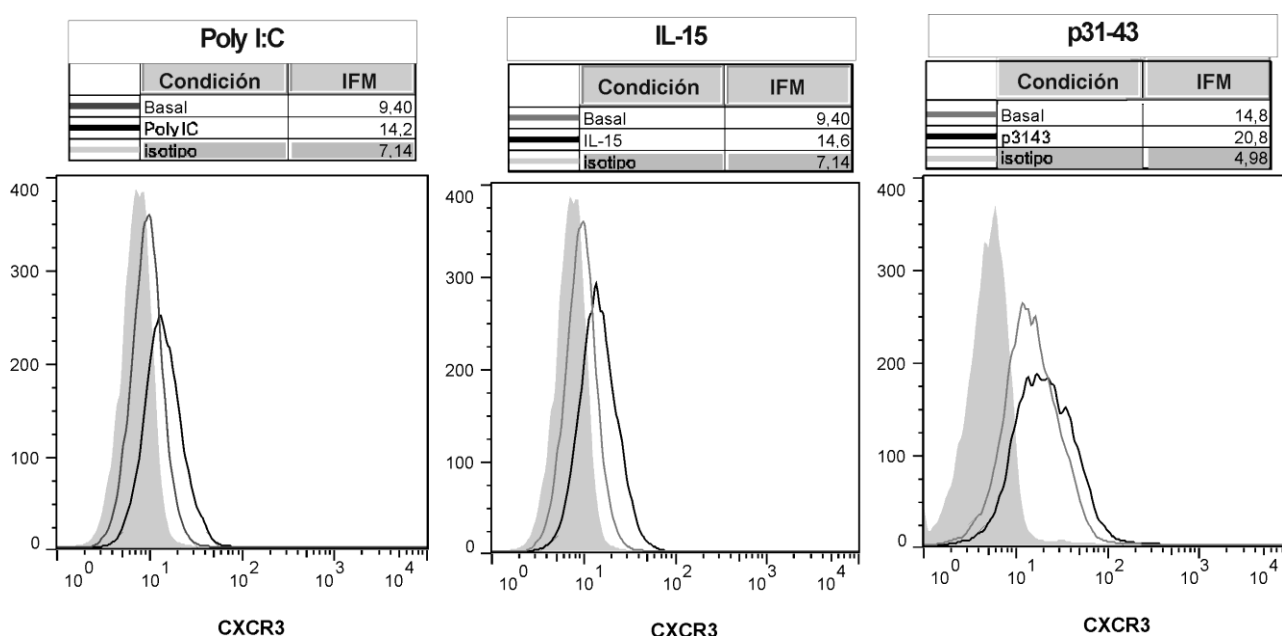 Poly I:C
Condición IFM
Basal 9,40
Poly IC 14,2
isotipo 7,14
400
300
200
100
0
10^0 10^1 10^2 10^3 10^4
CXCR3
IL-15
Condición IFM
Basal 9,40
IL-15 14,6
isotipo 7,14
400
300
200
100
0
10^0 10^1 10^2 10^3 10^4
CXCR3
p31-43
Condición IFM
Basal 14,8
p3143 20,8
isotipo 4,98
400
300
200
100
0
10^0 10^1 10^2 10^3 10^4
CXCR3